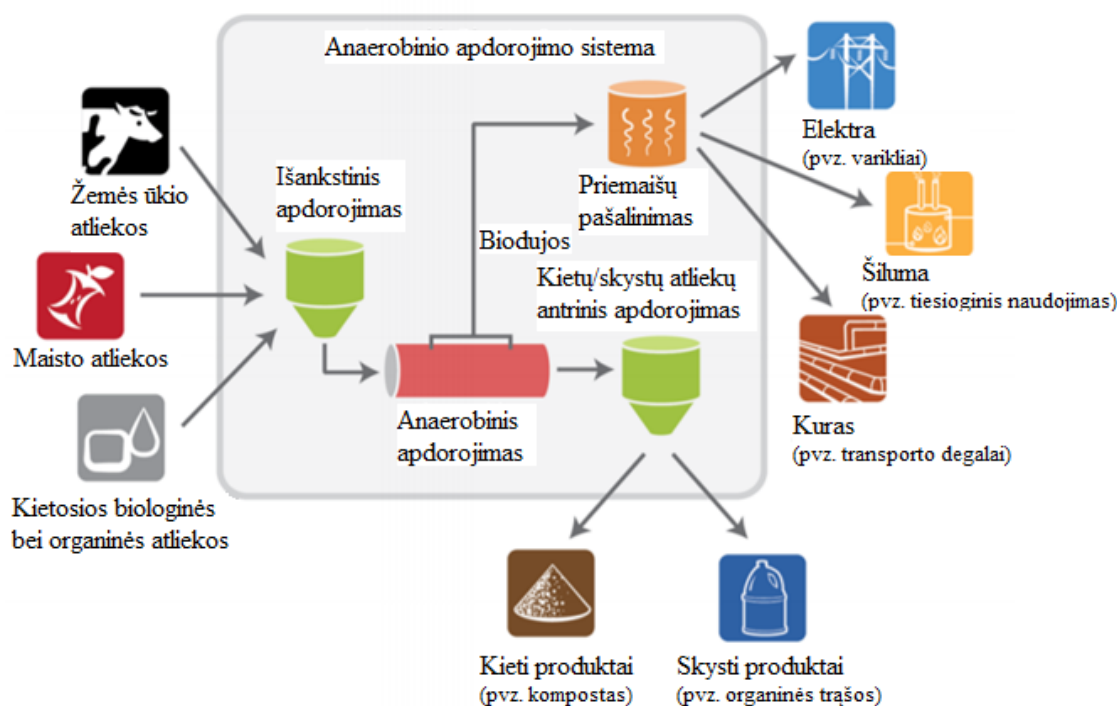 Anaerobinio apdorojimo sistema
Žemės ūkio
atliekos
Maisto atliekos
Kietosios biologinės
bei organinės atliekos
Išankstinis
apdorojimas
Biodujos
Anaerobinis
apdorojimas
Priemaišų
pašalinimas
Kietų/skystų atliekų
antrinis apdorojimas
Elektra
(pvz. varikliai)
Šiluma
(pvz. tiesioginis naudojimas)
Kuras
(pvz. transporto degalai)
Kieti produktai
(pvz. kompostas)
Skysti produktai
(pvz. organinės trąšos)